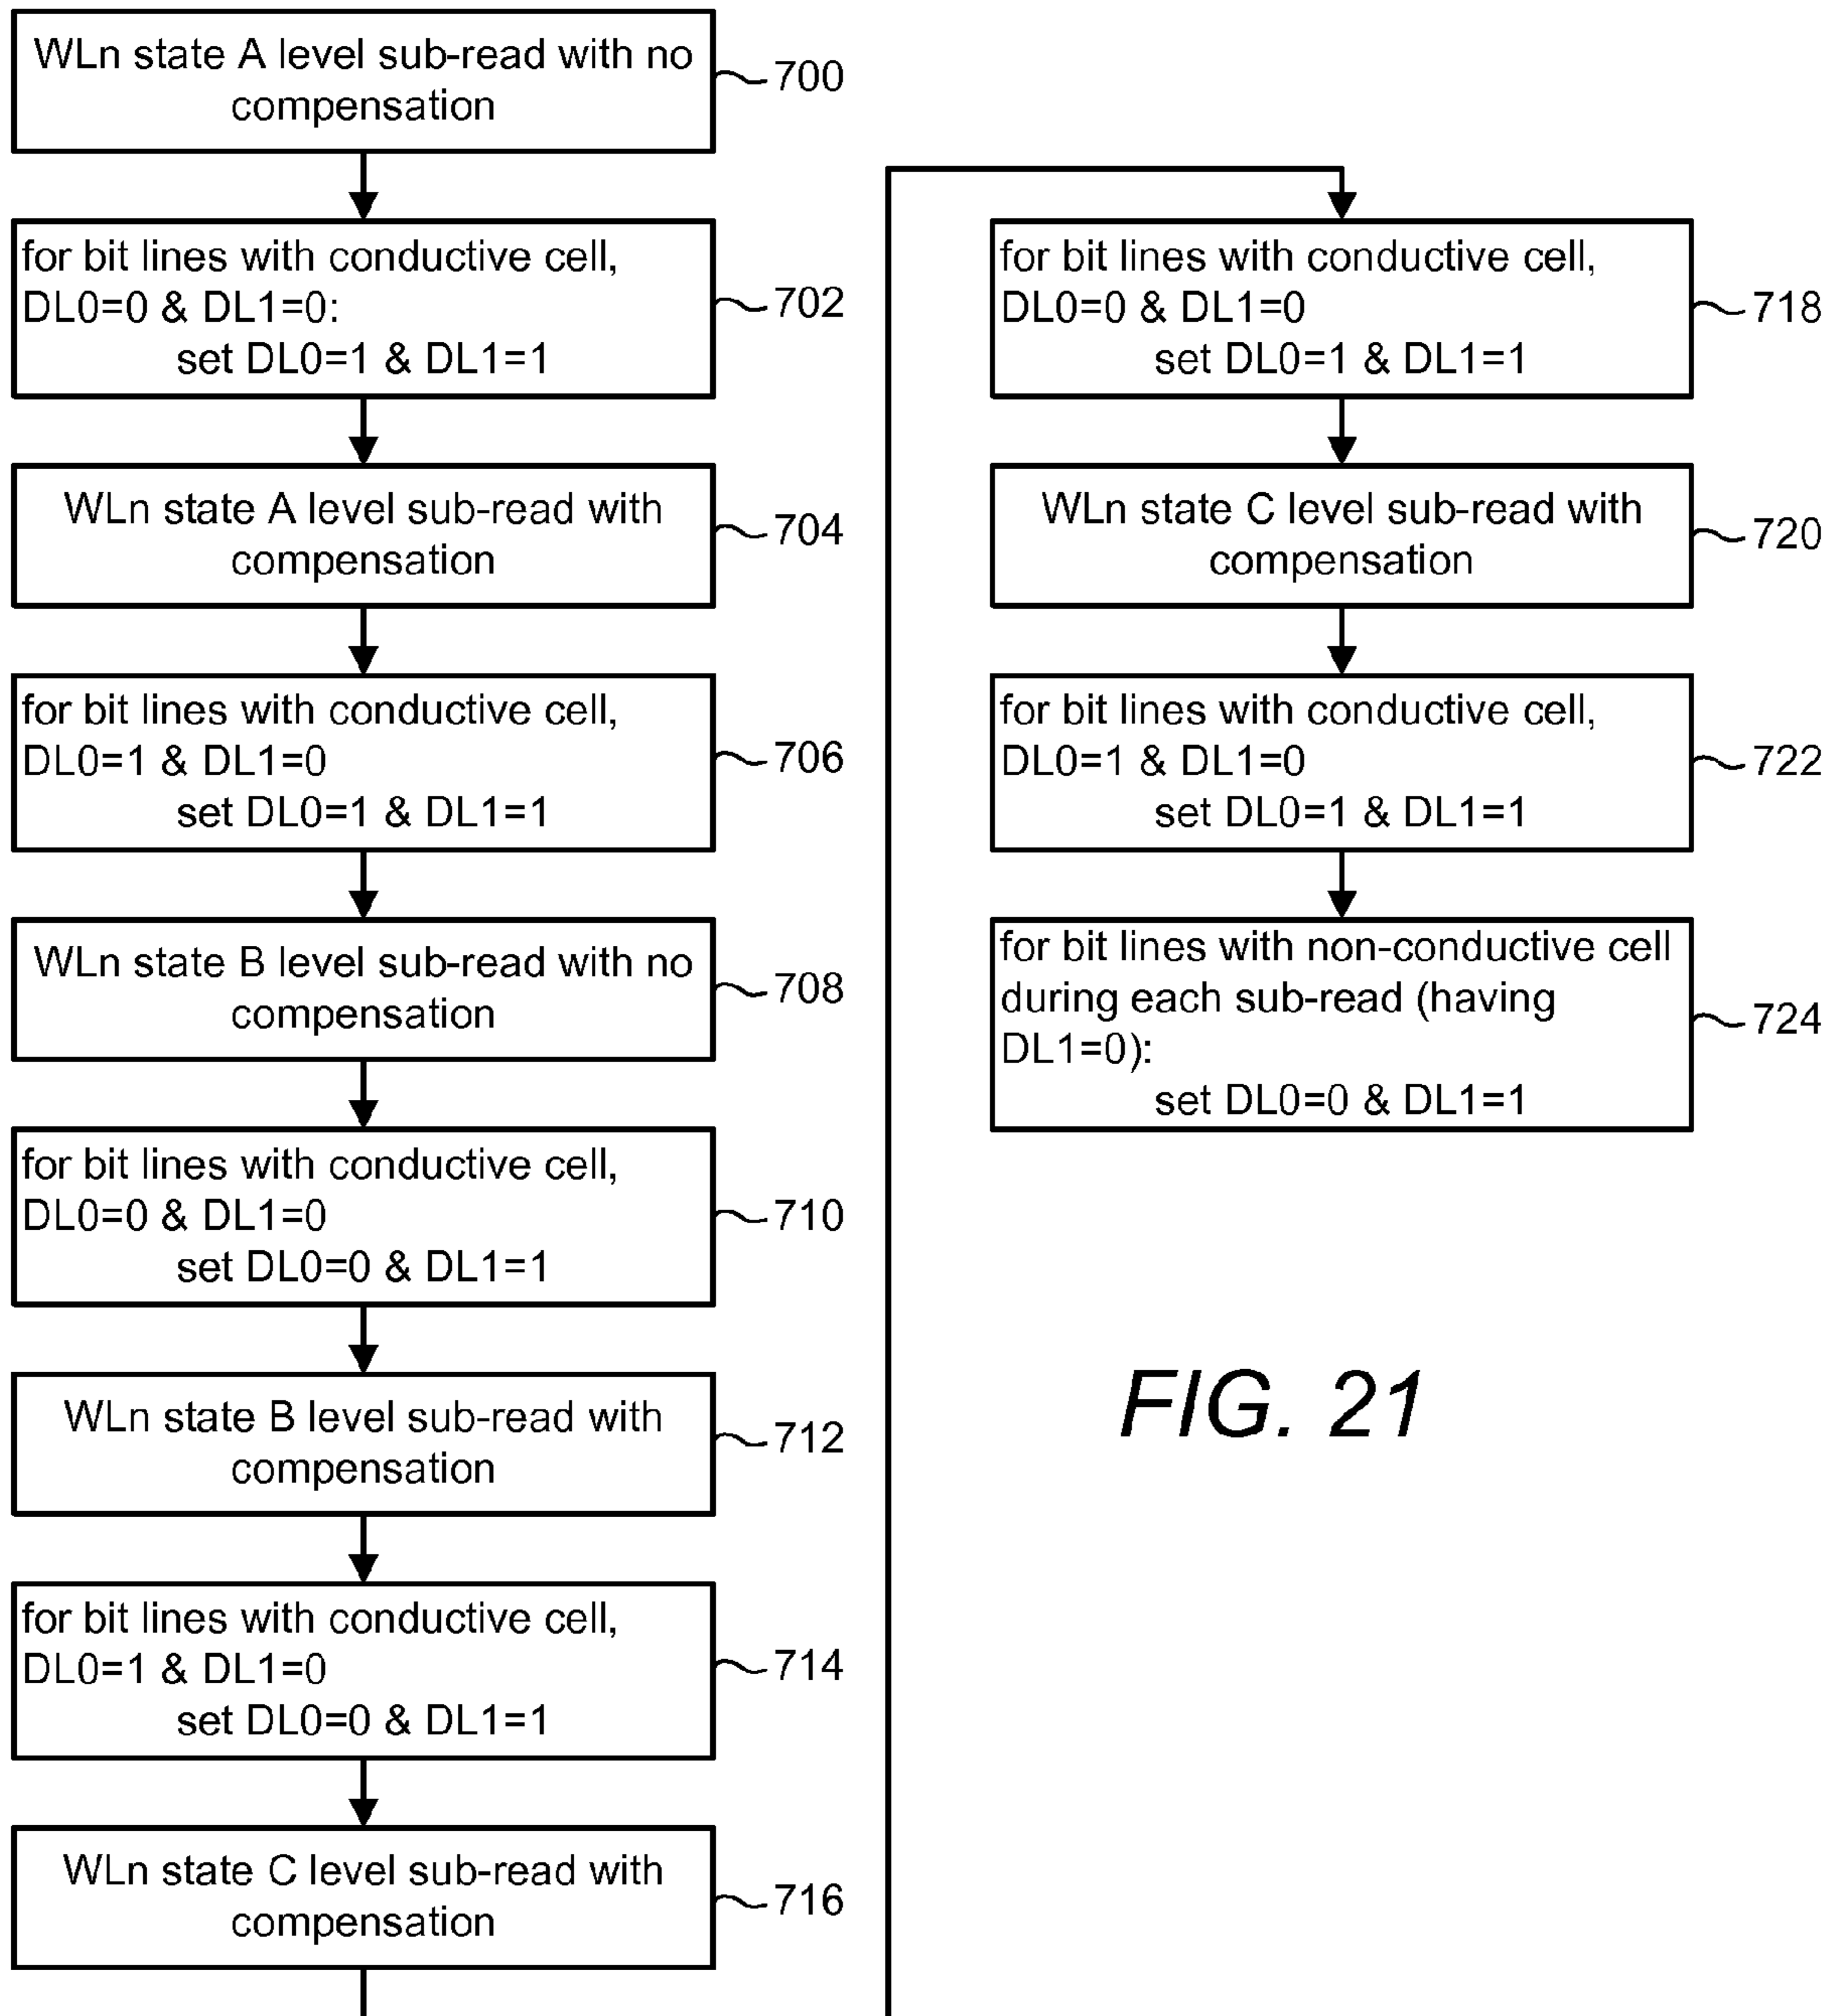 WLn state A level sub-read with no
compensation
700
for bit lines with conductive cell,
DL0=0 & DL1=0:
set DL0=1 & DL1=1
702
WLn state A level sub-read with
compensation
704
for bit lines with conductive cell,
DL0=1 & DL1=0
set DL0=1 & DL1=1
706
WLn state B level sub-read with no
compensation
708
for bit lines with conductive cell,
DL0=0 & DL1=0
set DL0=0 & DL1=1
710
WLn state B level sub-read with
compensation
712
for bit lines with conductive cell,
DL0=1 & DL1=0
set DL0=0 & DL1=1
714
WLn state C level sub-read with
compensation
716
for bit lines with conductive cell,
DL0=0 & DL1=0
set DL0=1 & DL1=1
718
WLn state C level sub-read with
compensation
720
for bit lines with conductive cell,
DL0=1 & DL1=0
set DL0=1 & DL1=1
722
for bit lines with non-conductive cell
during each sub-read (having
DL1=0):
set DL0=0 & DL1=1
724
FIG. 21